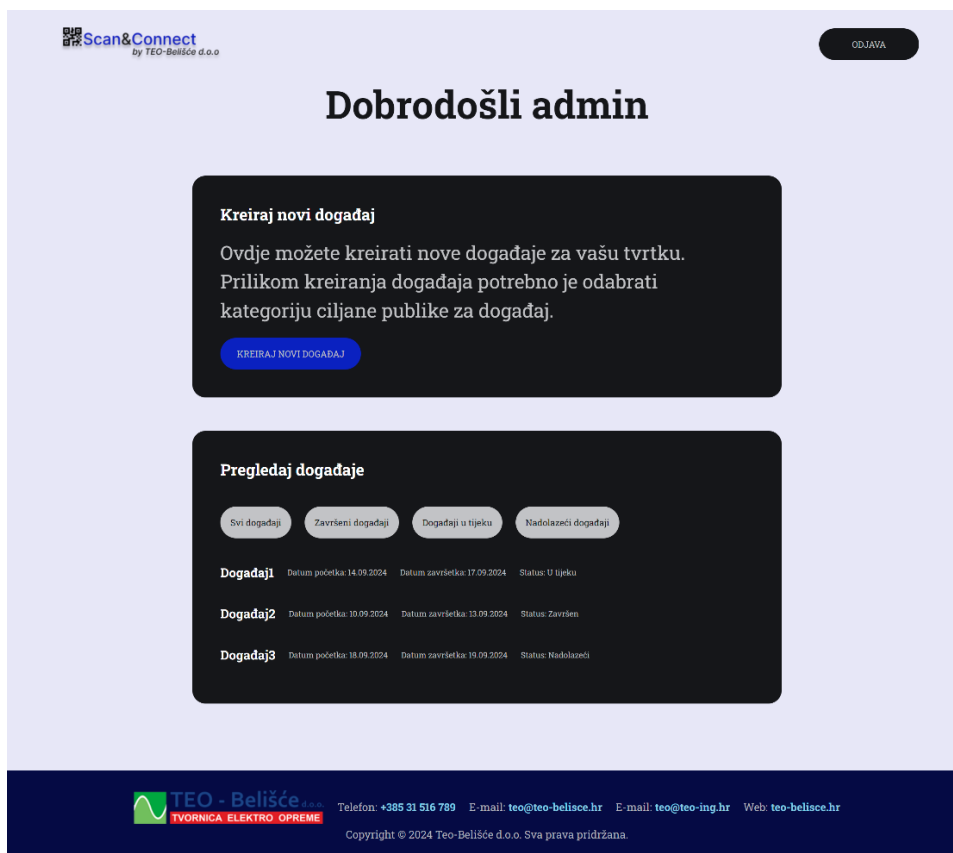 Scan&Connect
by TEO-Belišće d.o.o
ODJAVA
Dobrodošli admin
Kreiraj novi događaj
Ovdje možete kreirati nove događaje za vašu tvrtku.
Prilikom kreiranja događaja potrebno je odabrati
kategoriju ciljane publike za događaj.
KREIRAJ NOVI DOGAĐAJ
Pregledaj događaje
Svi događaji Završeni događaji Događaji u tijeku Nadolazeći događaji
Događaj1 Datum početka: 14.09.2024 Datum završetka: 17.09.2024 Status: U tijeku
Događaj2 Datum početka: 10.09.2024 Datum završetka: 13.09.2024 Status: Završen
Događaj3 Datum početka: 18.09.2024 Datum završetka: 19.09.2024 Status: Nadolazeći
TEO - Belišće d.o.o.
TVORNICA ELEKTRO OPREME
Telefon: +385 31 516 789 E-mail: teo@teo-belisce.hr E-mail: teo@teo-ing.hr Web: teo-belisce.hr
Copyright © 2024 Teo-Belišće d.o.o. Sva prava pridržana.